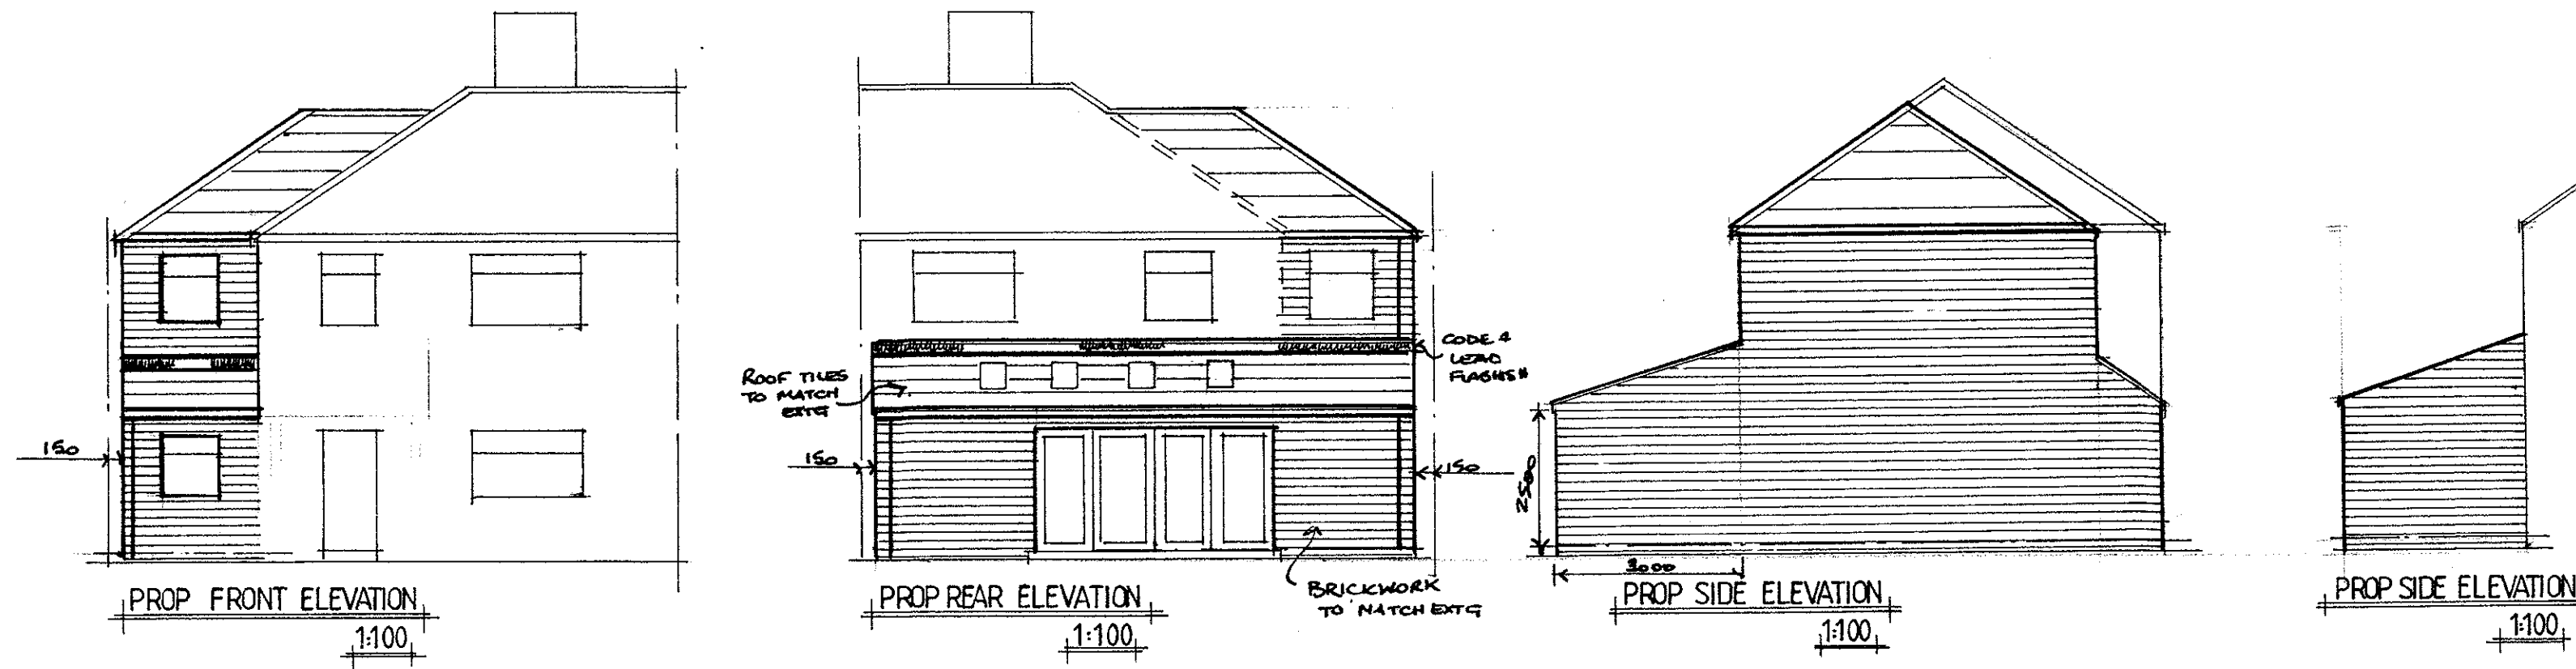 150
PROP FRONT ELEVATION
1:100
ROOF TILES
TO MATCH
EXTG
150
CODE 4
LEAD
FLASHSH
150
BRICKWORK
TO MATCH EXTG
PROP REAR ELEVATION
1:100
2500
3000
PROP SIDE ELEVATION
1:100
PROP SIDE ELEVATION
1:100